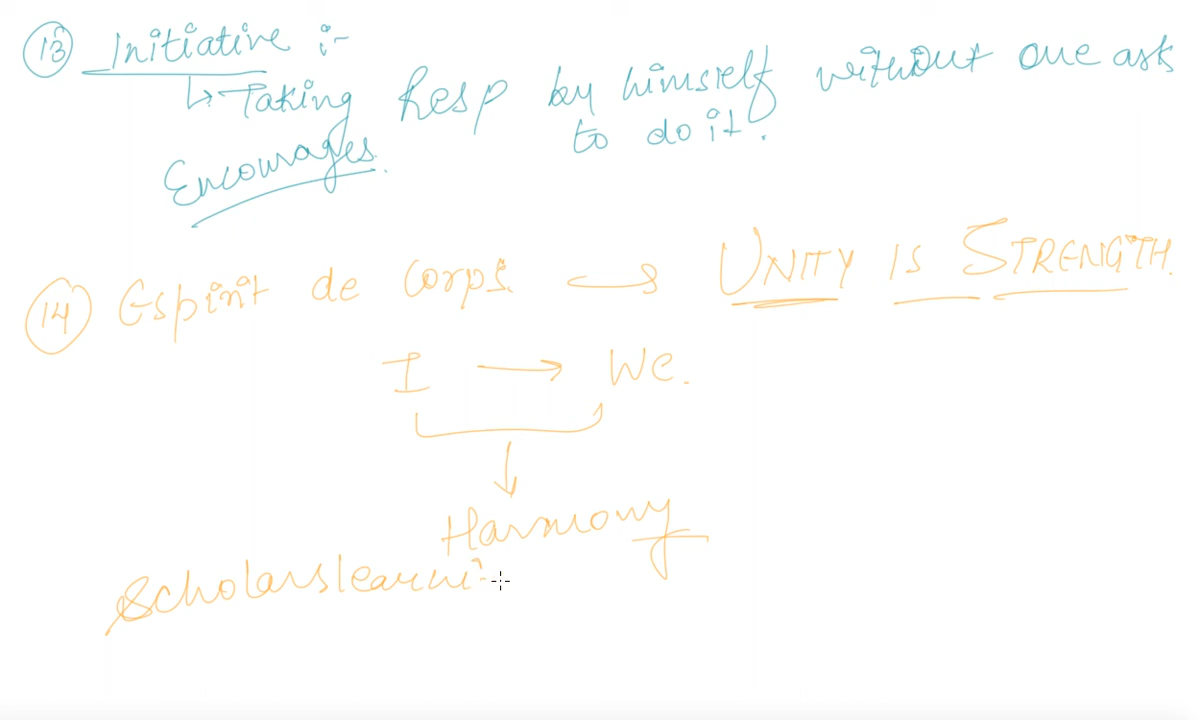 13 Initiative :-
↳ Taking Resp by himself without one ask
to do it.
Encourages.
14 Espirit de Corps. → UNITY IS STRENGTH.
I → We.
↓
Harmony
Scholarslearni